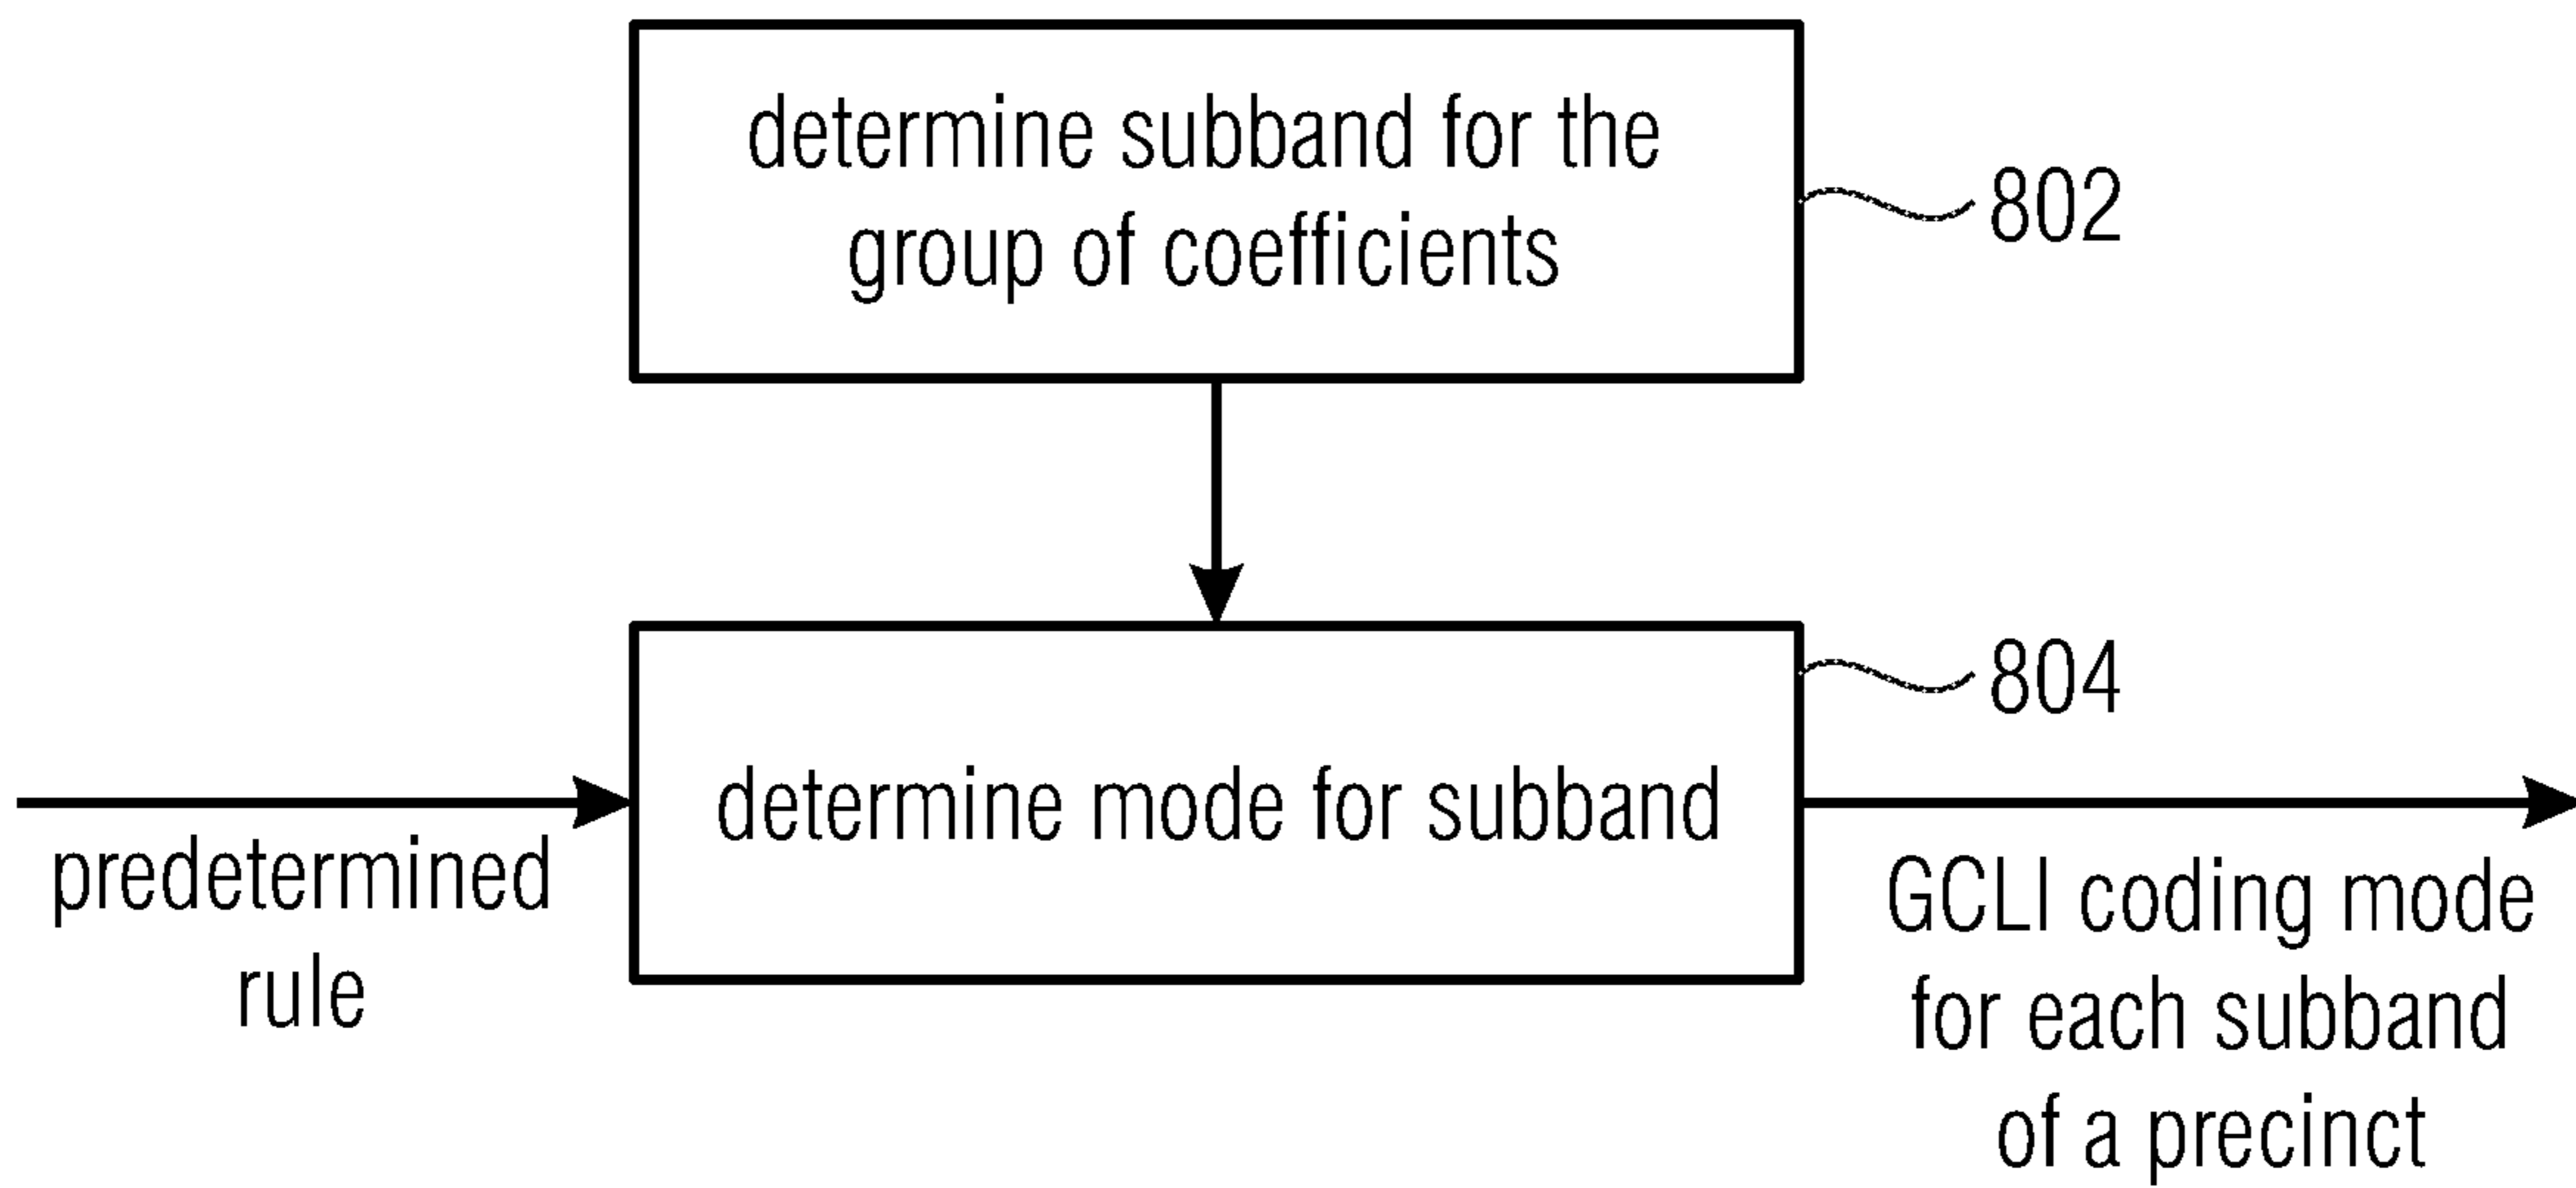 determine subband for the
group of coefficients
802
804
determine mode for subband
predetermined
rule
GCLI coding mode
for each subband
of a precinct